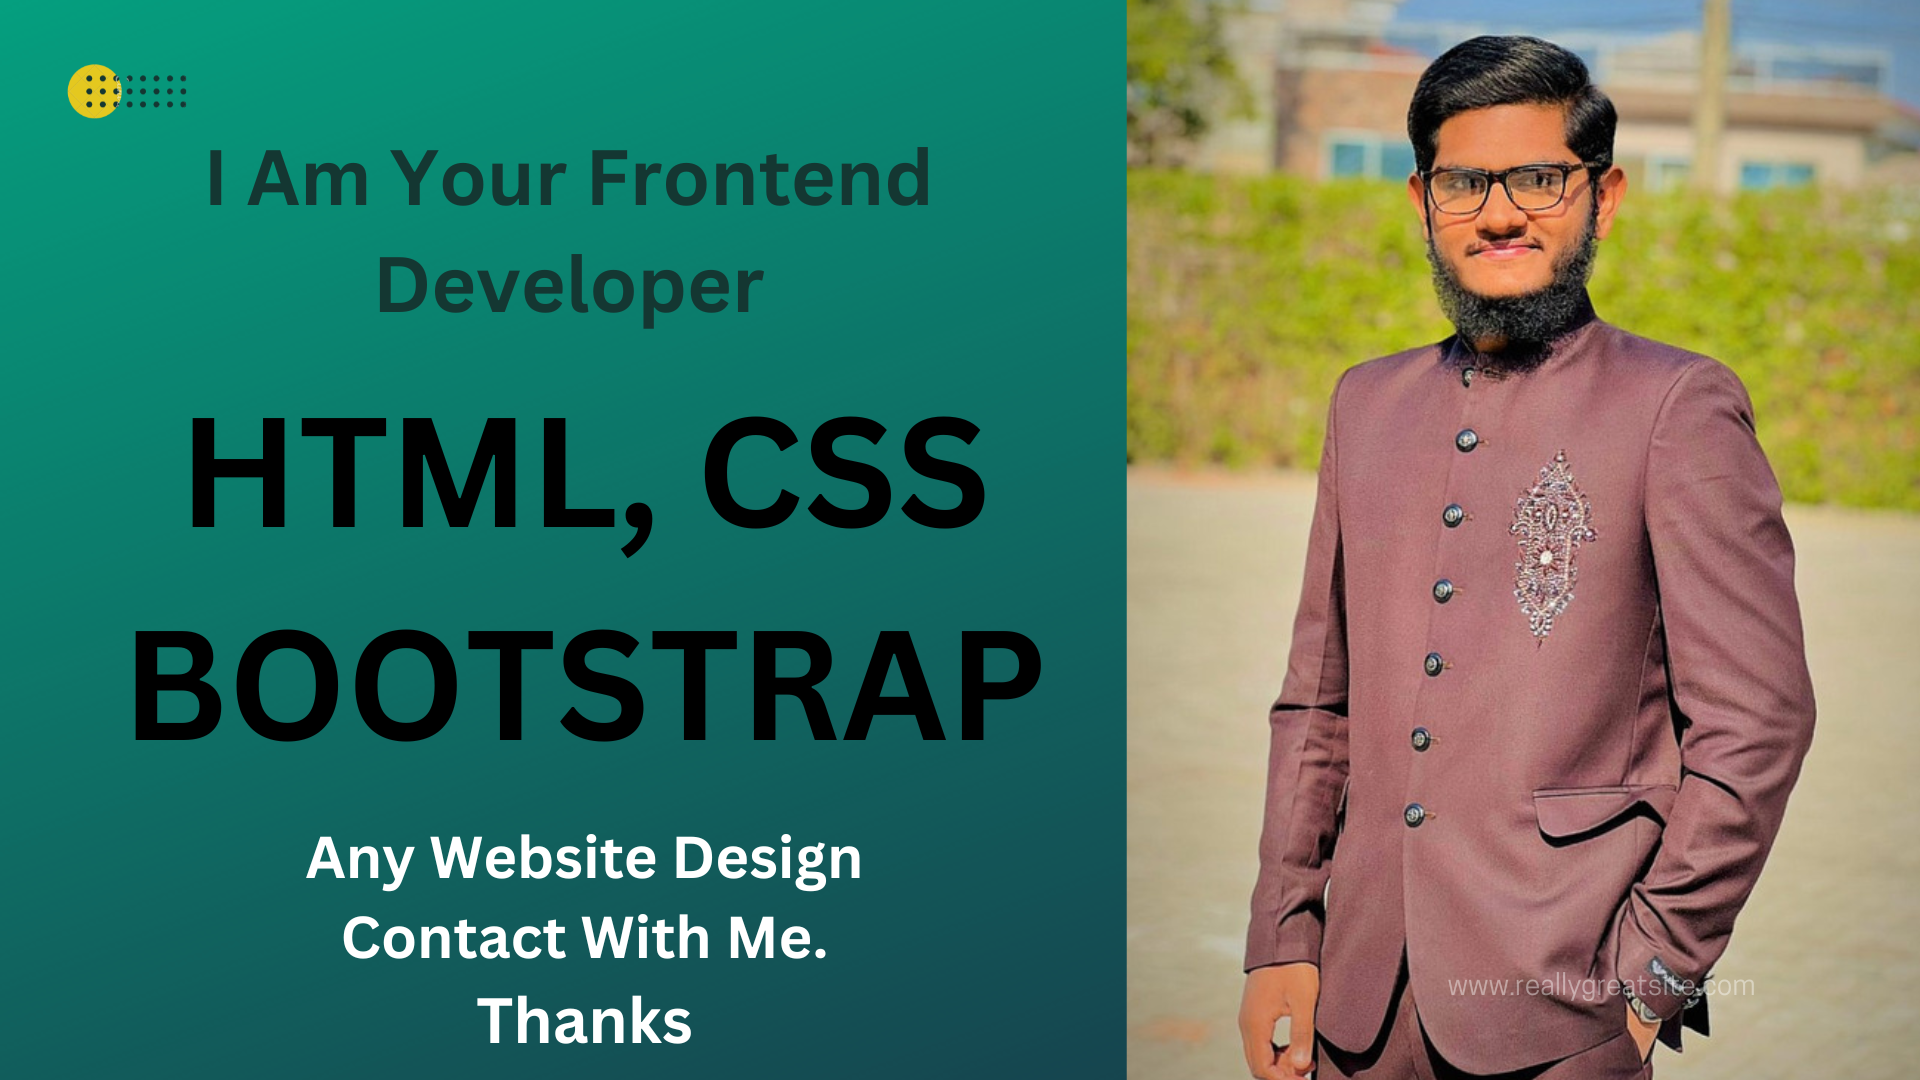 I Am Your Frontend
Developer
HTML, CSS
BOOTSTRAP
Any Website Design
Contact With Me.
Thanks
www.reallygreatsite.com